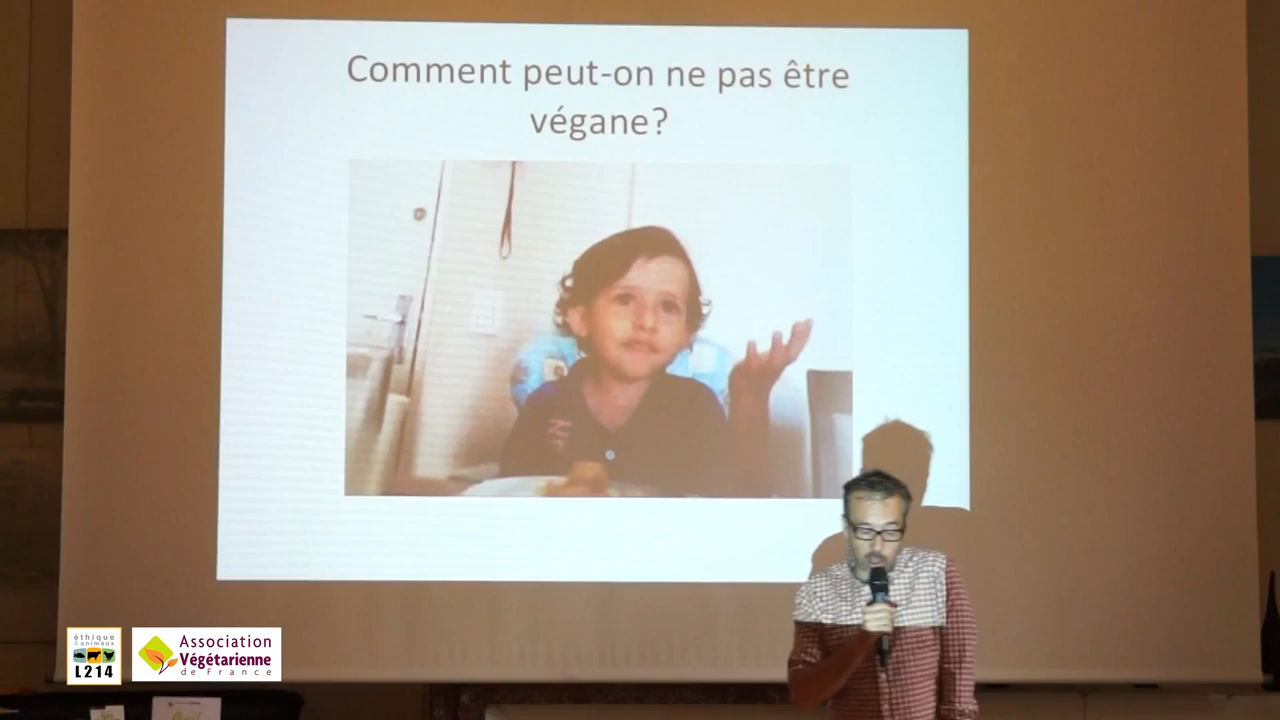 Comment peut-on ne pas être
végane?
éthique
& animaux
L214
Association
Végétarienne
de France